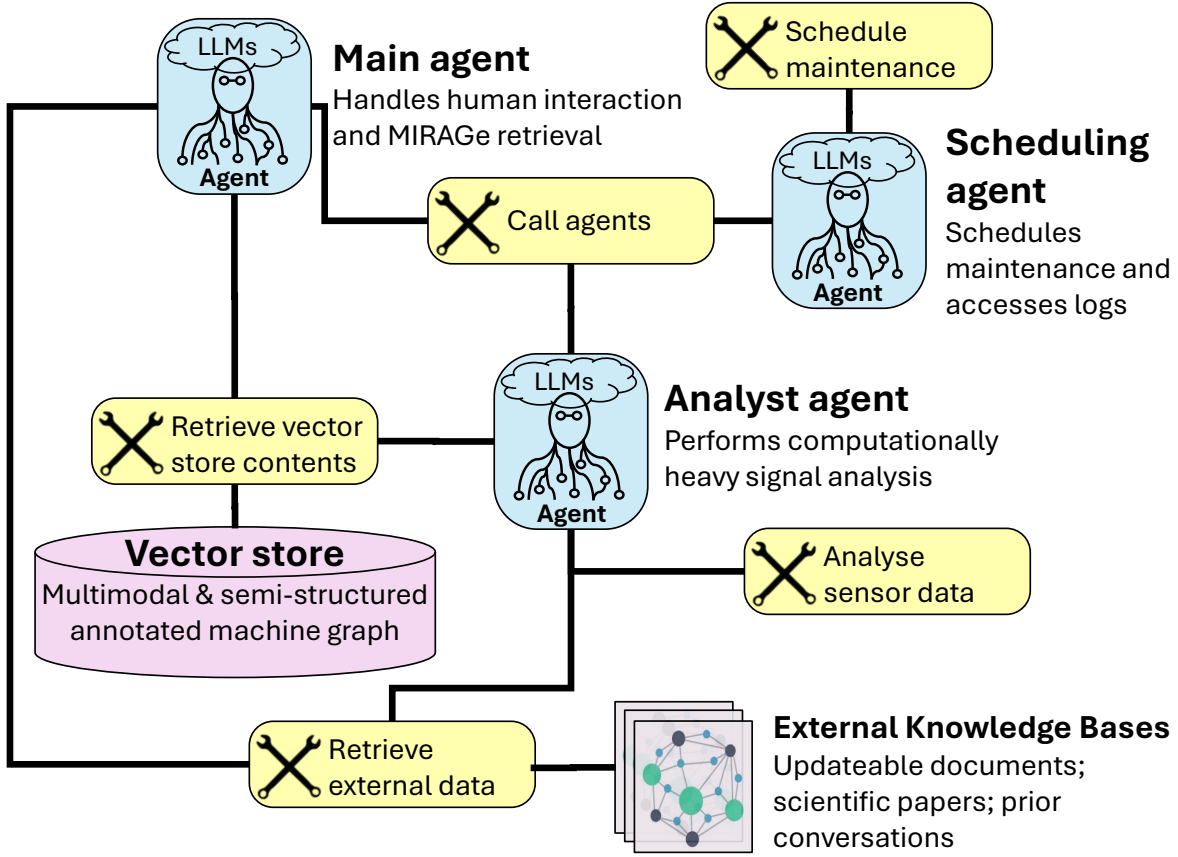 LLMs
Agent
Main agent
Handles human interaction
and MIRAGe retrieval
Schedule
maintenance
LLMs
Agent
Scheduling
agent
Schedules
maintenance and
accesses logs
Call agents
LLMs
Agent
Analyst agent
Performs computationally
heavy signal analysis
Retrieve vector
store contents
Vector store
Multimodal & semi-structured
annotated machine graph
Analyse
sensor data
Retrieve
external data
External Knowledge Bases
Updateable documents;
scientific papers; prior
conversations